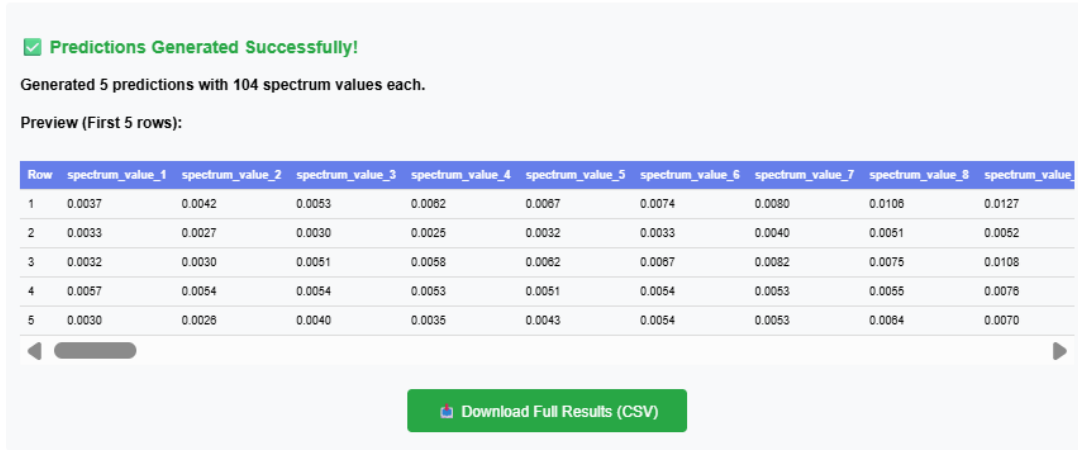 ✅ Predictions Generated Successfully!
Generated 5 predictions with 104 spectrum values each.
Preview (First 5 rows):
Row spectrum_value_1 spectrum_value_2 spectrum_value_3 spectrum_value_4 spectrum_value_5 spectrum_value_6 spectrum_value_7 spectrum_value_8 spectrum_value_
1 0.0037 0.0042 0.0053 0.0062 0.0067 0.0074 0.0080 0.0106 0.0127
2 0.0033 0.0027 0.0030 0.0025 0.0032 0.0033 0.0040 0.0051 0.0052
3 0.0032 0.0030 0.0051 0.0058 0.0062 0.0067 0.0082 0.0075 0.0108
4 0.0057 0.0054 0.0054 0.0053 0.0051 0.0054 0.0053 0.0055 0.0076
5 0.0030 0.0026 0.0040 0.0035 0.0043 0.0054 0.0053 0.0064 0.0070
📥 Download Full Results (CSV)